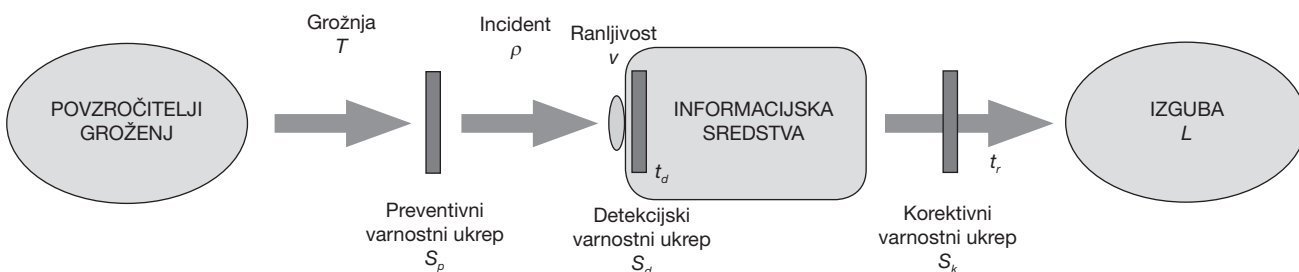 Grožnja
T
Incident
ρ
Ranljivost
v
POVZROČITELJI
GROŽENJ
INFORMACIJSKA
SREDSTVA
IZGUBA
L
t_d
t_r
Preventivni
varnostni ukrep
S_p
Detekcijski
varnostni ukrep
S_d
Korektivni
varnostni ukrep
S_k